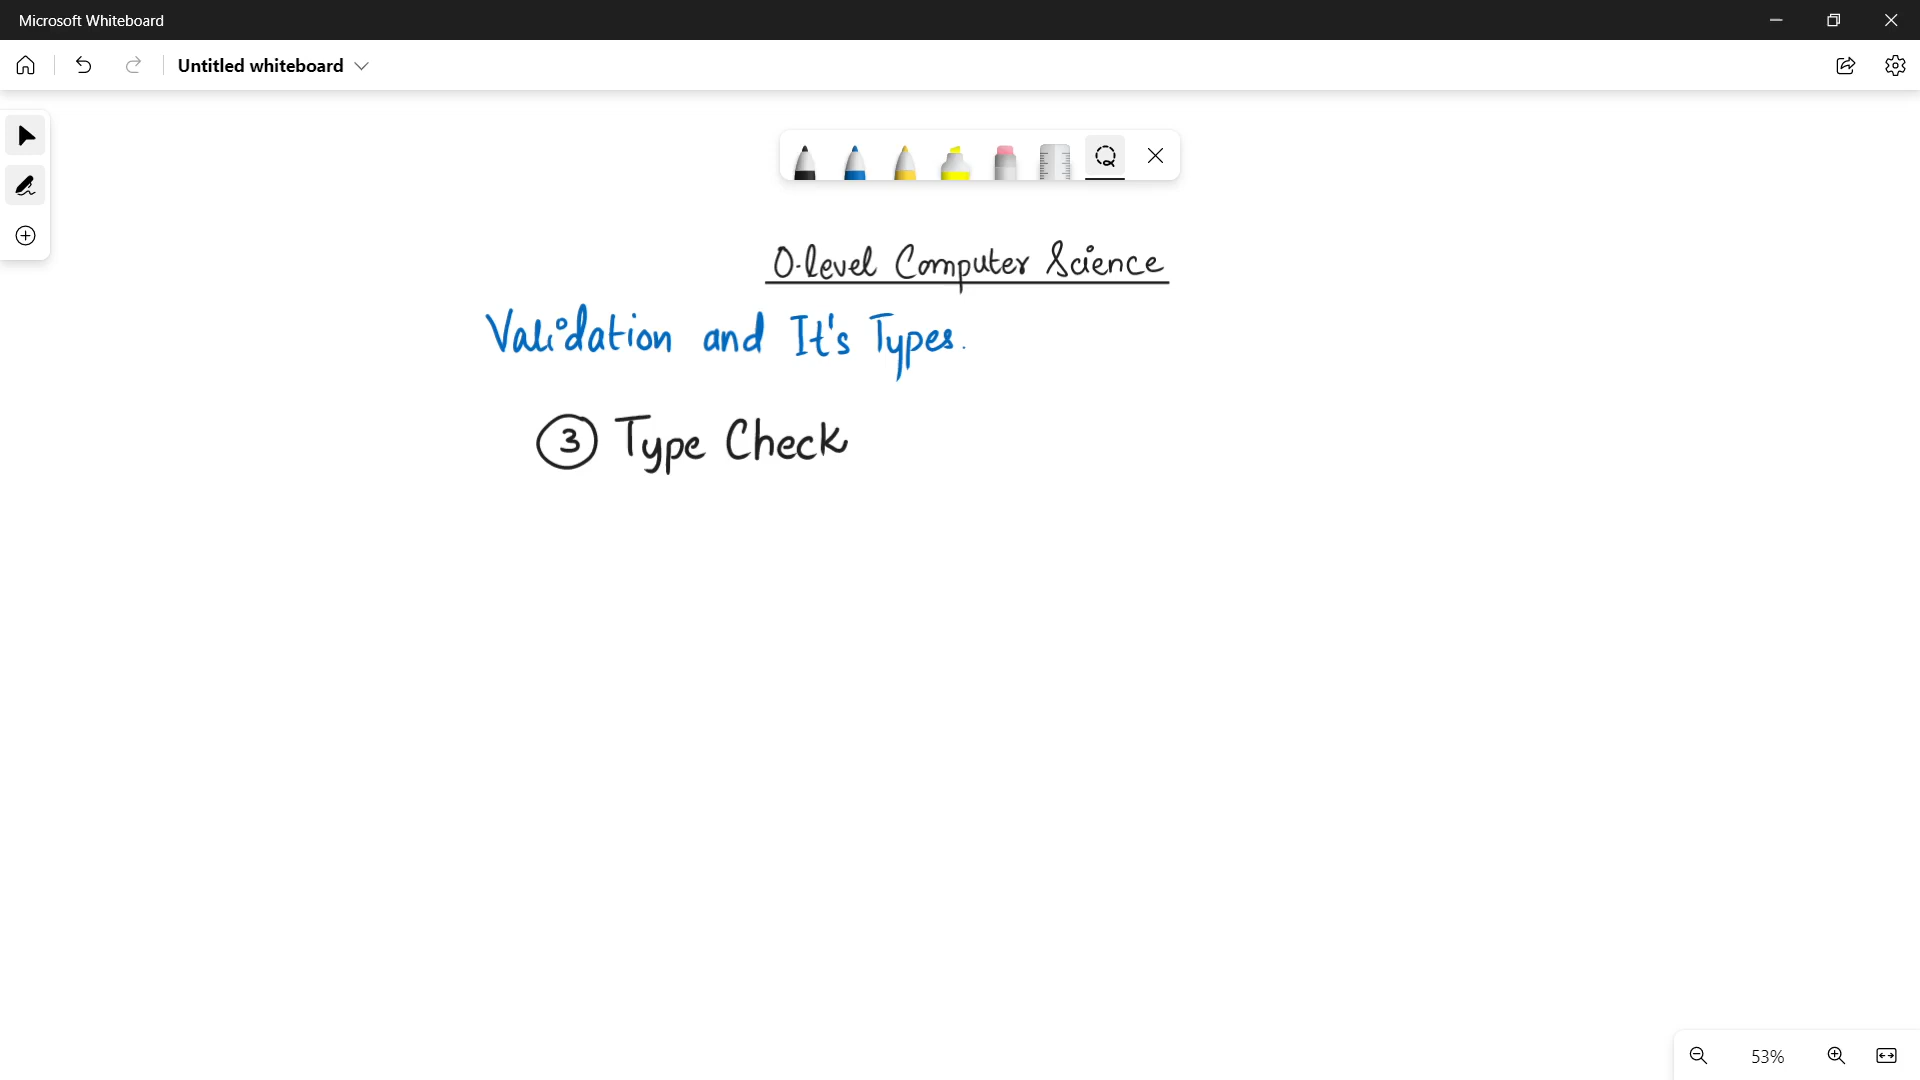 Microsoft Whiteboard
Untitled whiteboard
O-level Computer Science
Validation and It's Types.
3 Type Check
53%